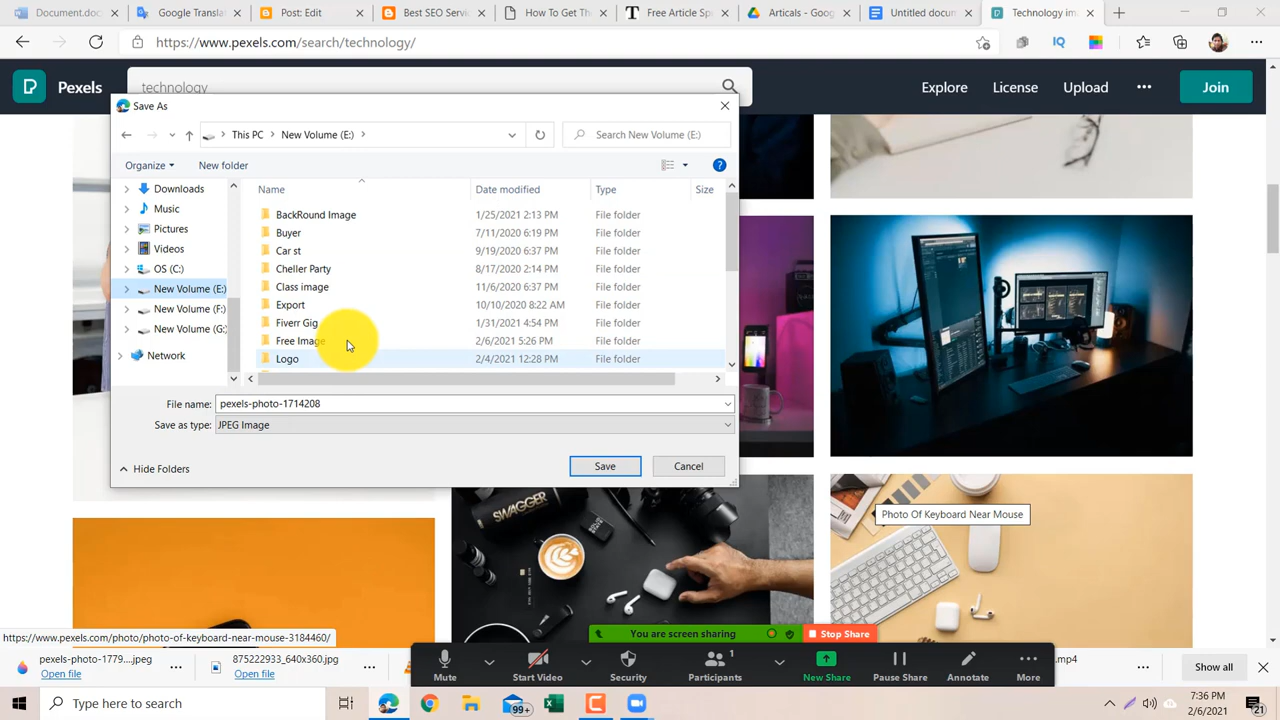 Word document.doc
Google Translat
Post: Edit
Best SEO Servic
How To Get The
Free Article Spi
Articals - Goog
Untitled docum
Technology im
https://www.pexels.com/search/technology/
IQ
Pexels
technology
Explore
License
Upload
Join
Save As
This PC
New Volume (E:)
Search New Volume (E:)
Organize
New folder
Downloads
Music
Pictures
Videos
OS (C:)
New Volume (E:)
New Volume (F:)
New Volume (G:)
Network
Name Date modified Type Size
BackRound Image 1/25/2021 2:13 PM File folder
Buyer 7/11/2020 6:19 PM File folder
Car st 9/19/2020 6:37 PM File folder
Cheller Party 8/17/2020 2:14 PM File folder
Class image 11/6/2020 6:37 PM File folder
Export 10/10/2020 8:22 AM File folder
Fiverr Gig 1/31/2021 4:54 PM File folder
Free Image 2/6/2021 5:26 PM File folder
Logo 2/4/2021 12:28 PM File folder
File name: pexels-photo-1714208
Save as type: JPEG Image
Hide Folders
Save
Cancel
Photo Of Keyboard Near Mouse
SWAGGER
https://www.pexels.com/photo/photo-of-keyboard-near-mouse-3184460/
You are screen sharing
Stop Share
pexels-photo-1779...jpeg
Open file
875222933_640x360.jpg
Open file
Mute
Start Video
Security
Participants
1
New Share
Pause Share
Annotate
More
.mp4
Show all
Type here to search
99+
7:36 PM
2/6/2021
21